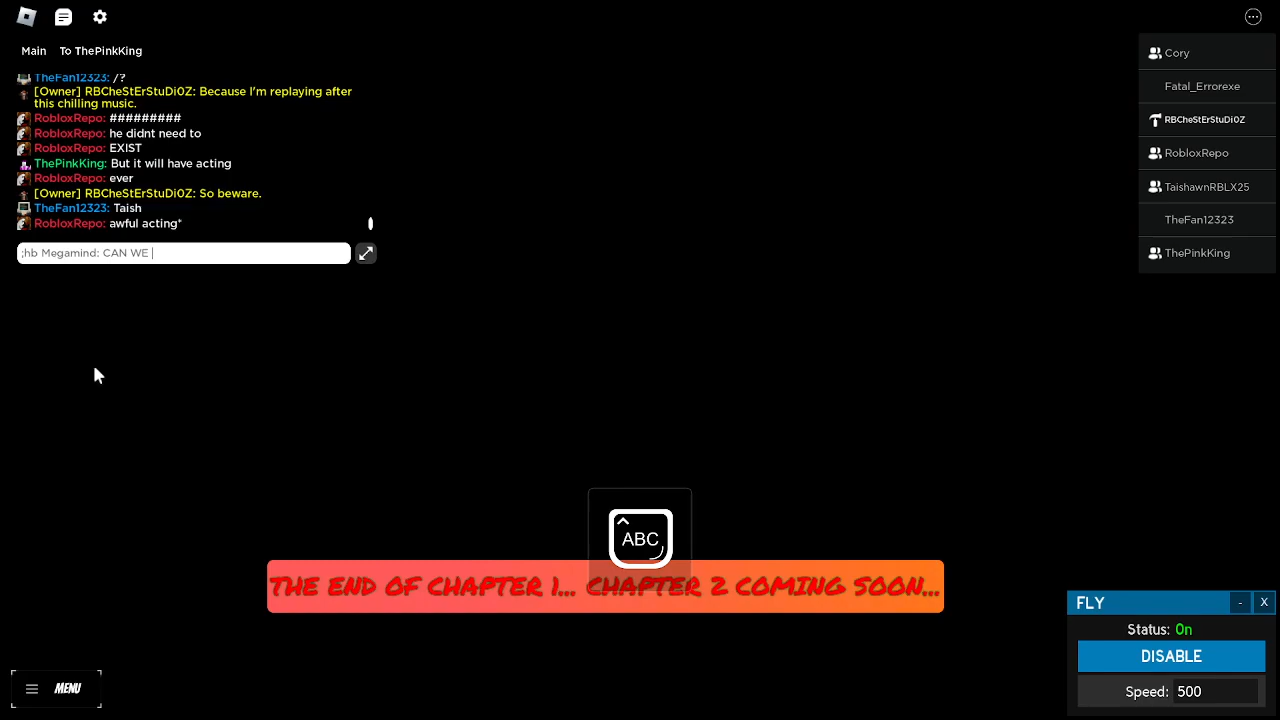 Main To ThePinkKing
TheFan12323: /?
[Owner] RBCheStErStuDi0Z: Because I'm replaying after
this chilling music.
RobloxRepo: #########
RobloxRepo: he didnt need to
RobloxRepo: EXIST
ThePinkKing: But it will have acting
RobloxRepo: ever
[Owner] RBCheStErStuDi0Z: So beware.
TheFan12323: Taish
RobloxRepo: awful acting*
;hb Megamind: CAN WE
Cory
Fatal_Errorexe
RBCheStErStuDi0Z
RobloxRepo
TaishawnRBLX25
TheFan12323
ThePinkKing
ABC
THE END OF CHAPTER 1... CHAPTER 2 COMING SOON...
FLY - X
Status: On
DISABLE
Speed: 500
MENU